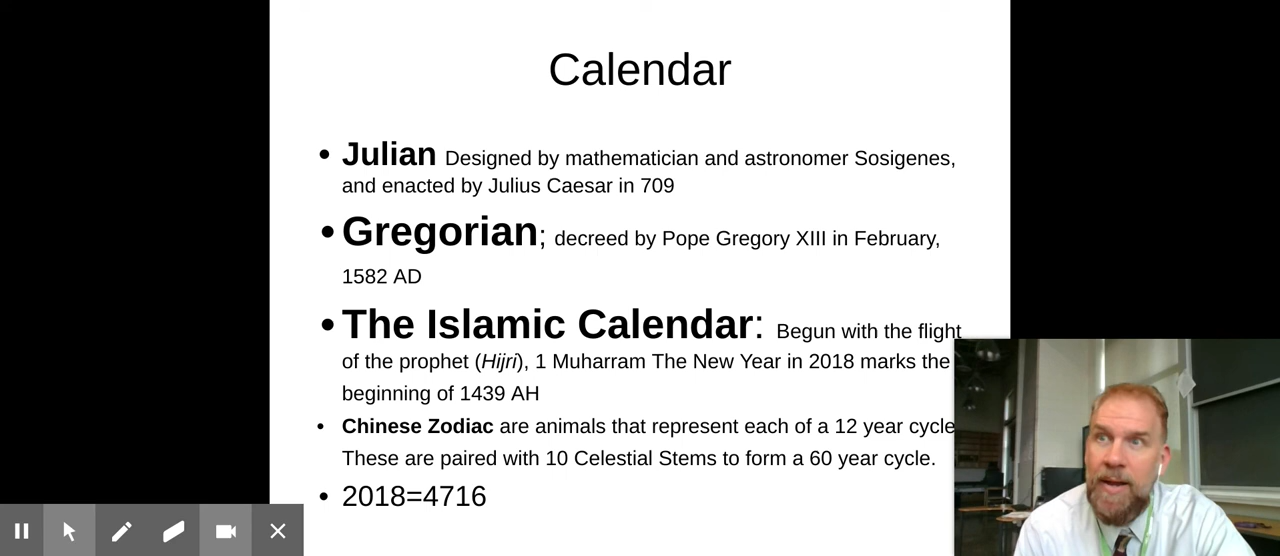 Calendar
• Julian Designed by mathematician and astronomer Sosigenes,
and enacted by Julius Caesar in 709
• Gregorian; decreed by Pope Gregory XIII in February,
1582 AD
• The Islamic Calendar: Begun with the flight
of the prophet (Hijri), 1 Muharram The New Year in 2018 marks the
beginning of 1439 AH
• Chinese Zodiac are animals that represent each of a 12 year cycle
These are paired with 10 Celestial Stems to form a 60 year cycle.
• 2018=4716